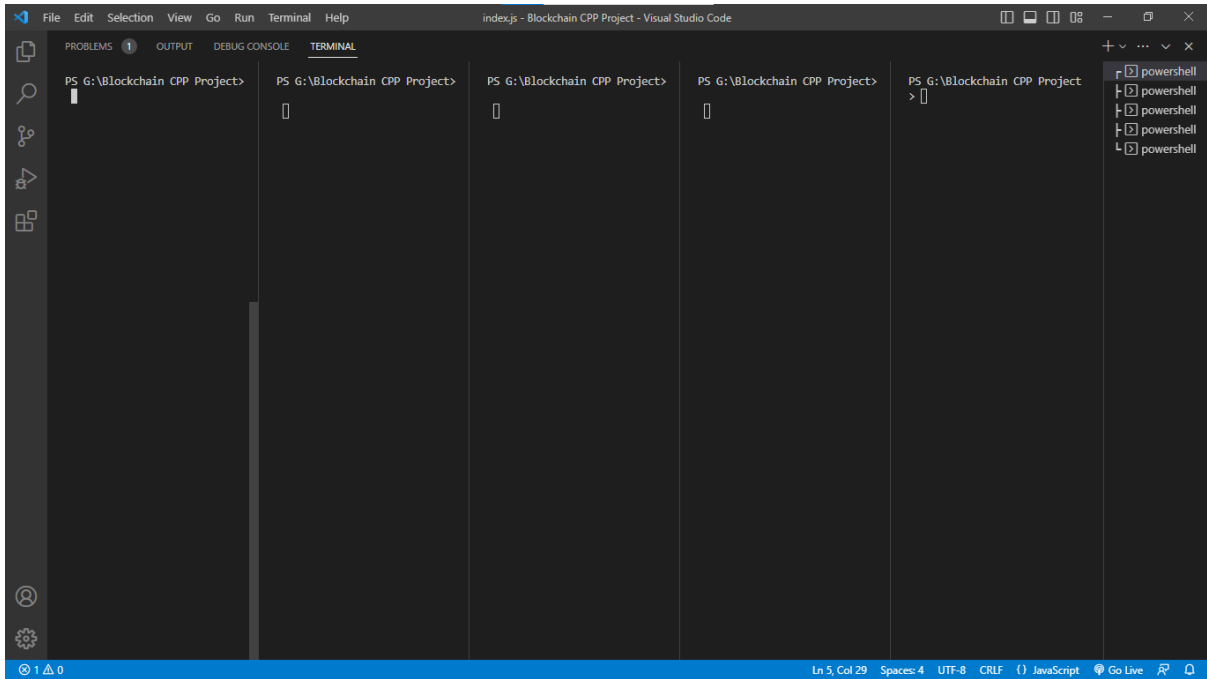 File Edit Selection View Go Run Terminal Help
index.js - Blockchain CPP Project - Visual Studio Code
PROBLEMS 1 OUTPUT DEBUG CONSOLE TERMINAL
PS G:\Blockchain CPP Project>
PS G:\Blockchain CPP Project>
PS G:\Blockchain CPP Project>
PS G:\Blockchain CPP Project>
PS G:\Blockchain CPP Project
>
powershell
powershell
powershell
powershell
powershell
1 0
Ln 5, Col 29 Spaces: 4 UTF-8 CRLF {} JavaScript Go Live